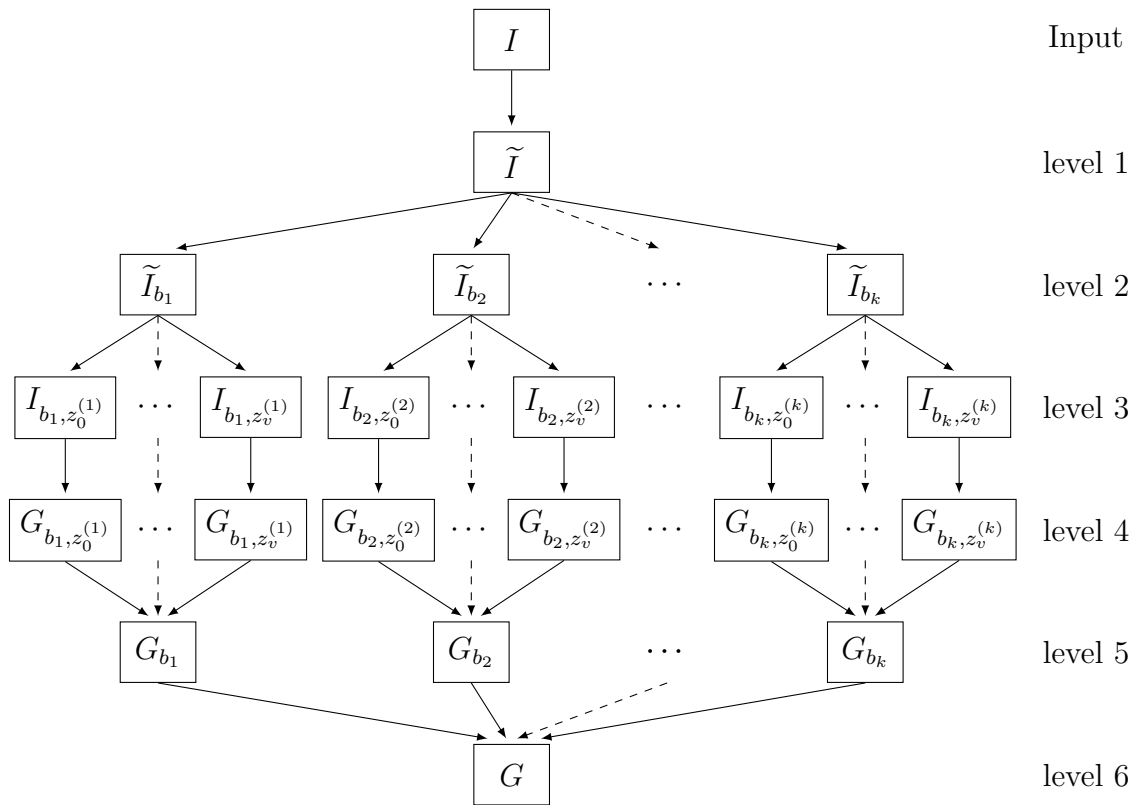 I Input
Ĩ level 1
Ĩ_{b_1} Ĩ_{b_2} ⋯ Ĩ_{b_k} level 2
I_{b_1,z_0^{(1)}} ⋯ I_{b_1,z_v^{(1)}} I_{b_2,z_0^{(2)}} ⋯ I_{b_2,z_v^{(2)}} ⋯ I_{b_k,z_0^{(k)}} ⋯ I_{b_k,z_v^{(k)}} level 3
G_{b_1,z_0^{(1)}} ⋯ G_{b_1,z_v^{(1)}} G_{b_2,z_0^{(2)}} ⋯ G_{b_2,z_v^{(2)}} ⋯ G_{b_k,z_0^{(k)}} ⋯ G_{b_k,z_v^{(k)}} level 4
G_{b_1} G_{b_2} ⋯ G_{b_k} level 5
G level 6